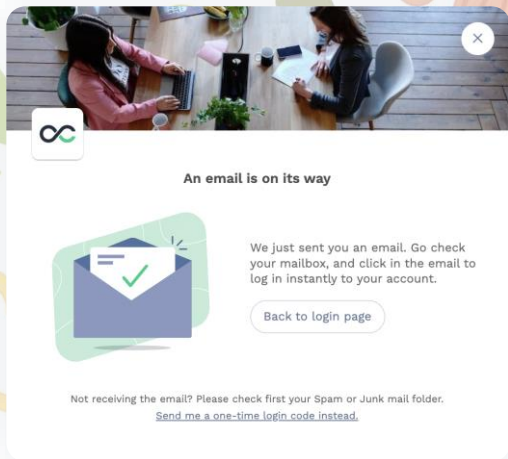 An email is on its way
We just sent you an email. Go check
your mailbox, and click in the email to
log in instantly to your account.
Back to login page
Not receiving the email? Please check first your Spam or Junk mail folder.
Send me a one-time login code instead.